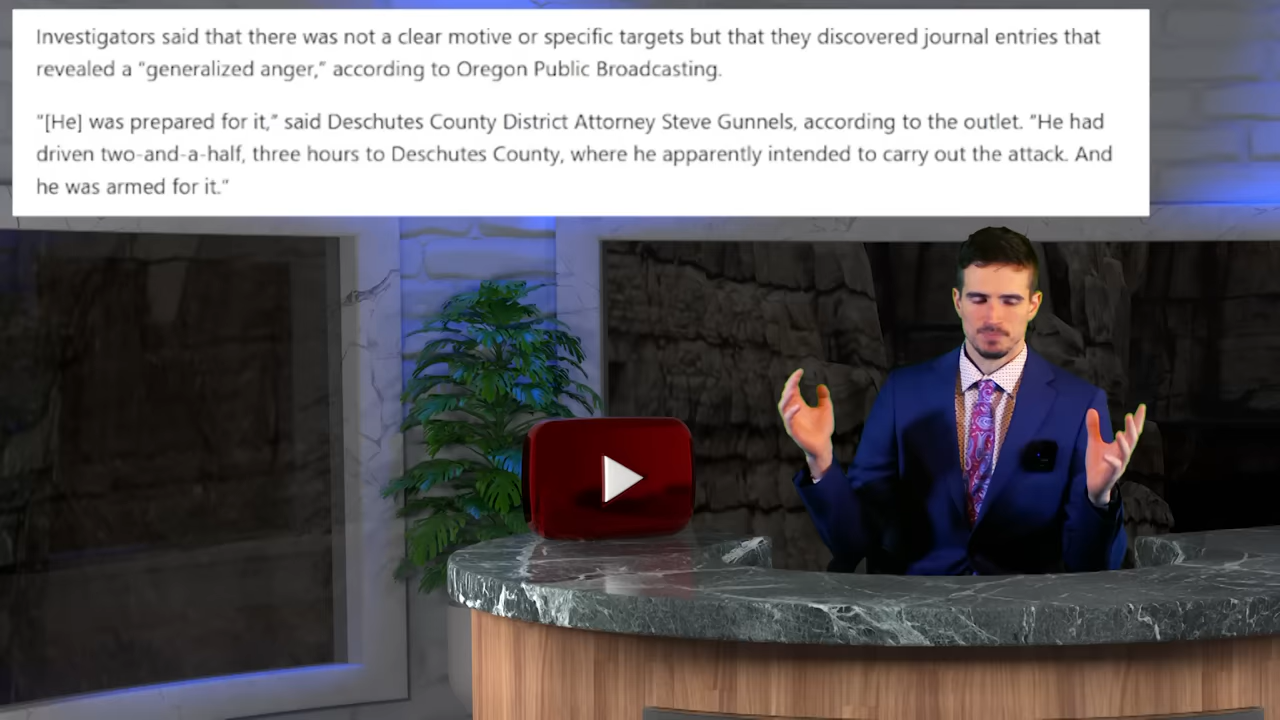 Investigators said that there was not a clear motive or specific targets but that they discovered journal entries that
revealed a “generalized anger,” according to Oregon Public Broadcasting.
“[He] was prepared for it,” said Deschutes County District Attorney Steve Gunnels, according to the outlet. “He had
driven two-and-a-half, three hours to Deschutes County, where he apparently intended to carry out the attack. And
he was armed for it.”